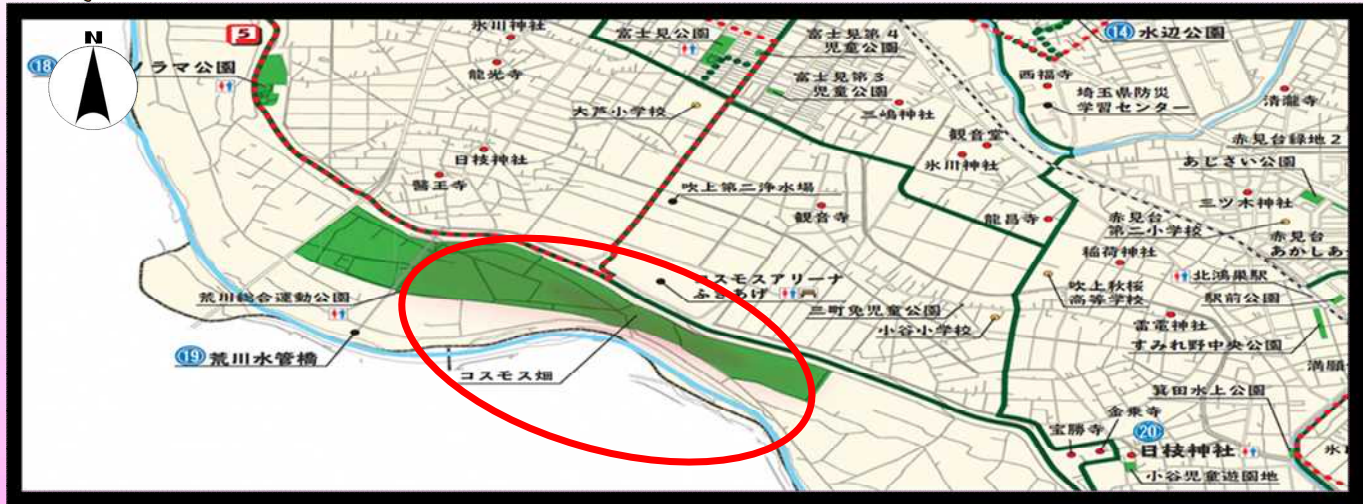 N
5
氷川神社
富士見公園
富士見第4
児童公園
14 水辺公園
18
ノラマ公園
龍光寺
富士見第3
児童公園
西福寺
埼玉県防災
学習センター
清瀧寺
大芦小学校
三嶋神社
観音堂
氷川神社
赤見台緑地2
あじさい公園
日枝神社
醫王寺
吹上第二浄水場
観音寺
龍昌寺
三ツ木神社
赤見台
第二小学校
赤見台
稲荷神社
北鴻巣駅
駅前公園
コスモスアリーナ
ふきあげ
吹上秋桜
高等学校
荒川総合運動公園
三町免児童公園
小谷小学校
雷電神社
すみれ野中央公園
19 荒川水管橋
コスモス畑
箕田水上公園
宝勝寺
金乗寺
20
日枝神社
小谷児童遊園地